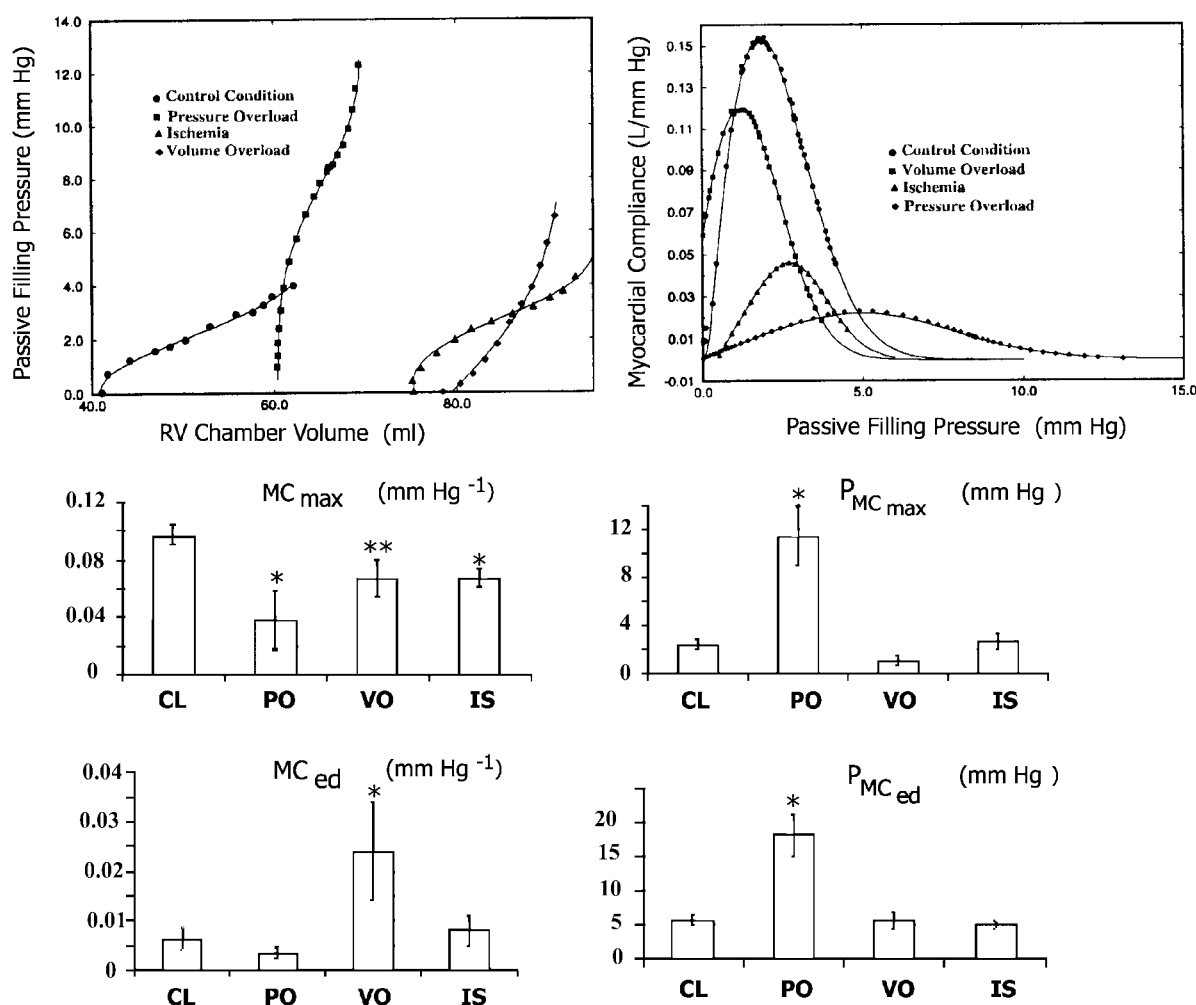 Passive Filling Pressure (mm Hg)
14.0
12.0
10.0
8.0
6.0
4.0
2.0
0.0
40.0 60.0 80.0
RV Chamber Volume (ml)
Control Condition
Pressure Overload
Ischemia
Volume Overload
Myocardial Compliance (L/mm Hg)
0.15
0.13
0.11
0.09
0.07
0.05
0.03
0.01
-0.01
0.0 5.0 10.0 15.0
Passive Filling Pressure (mm Hg)
Control Condition
Volume Overload
Ischemia
Pressure Overload
MC max (mm Hg -1)
0.12
0.08
0.04
0
* ** *
CL PO VO IS
P MC max (mm Hg )
12
8
4
0
*
CL PO VO IS
MC ed (mm Hg -1)
0.04
0.03
0.02
0.01
0
*
CL PO VO IS
P MC ed (mm Hg )
20
15
10
5
0
*
CL PO VO IS